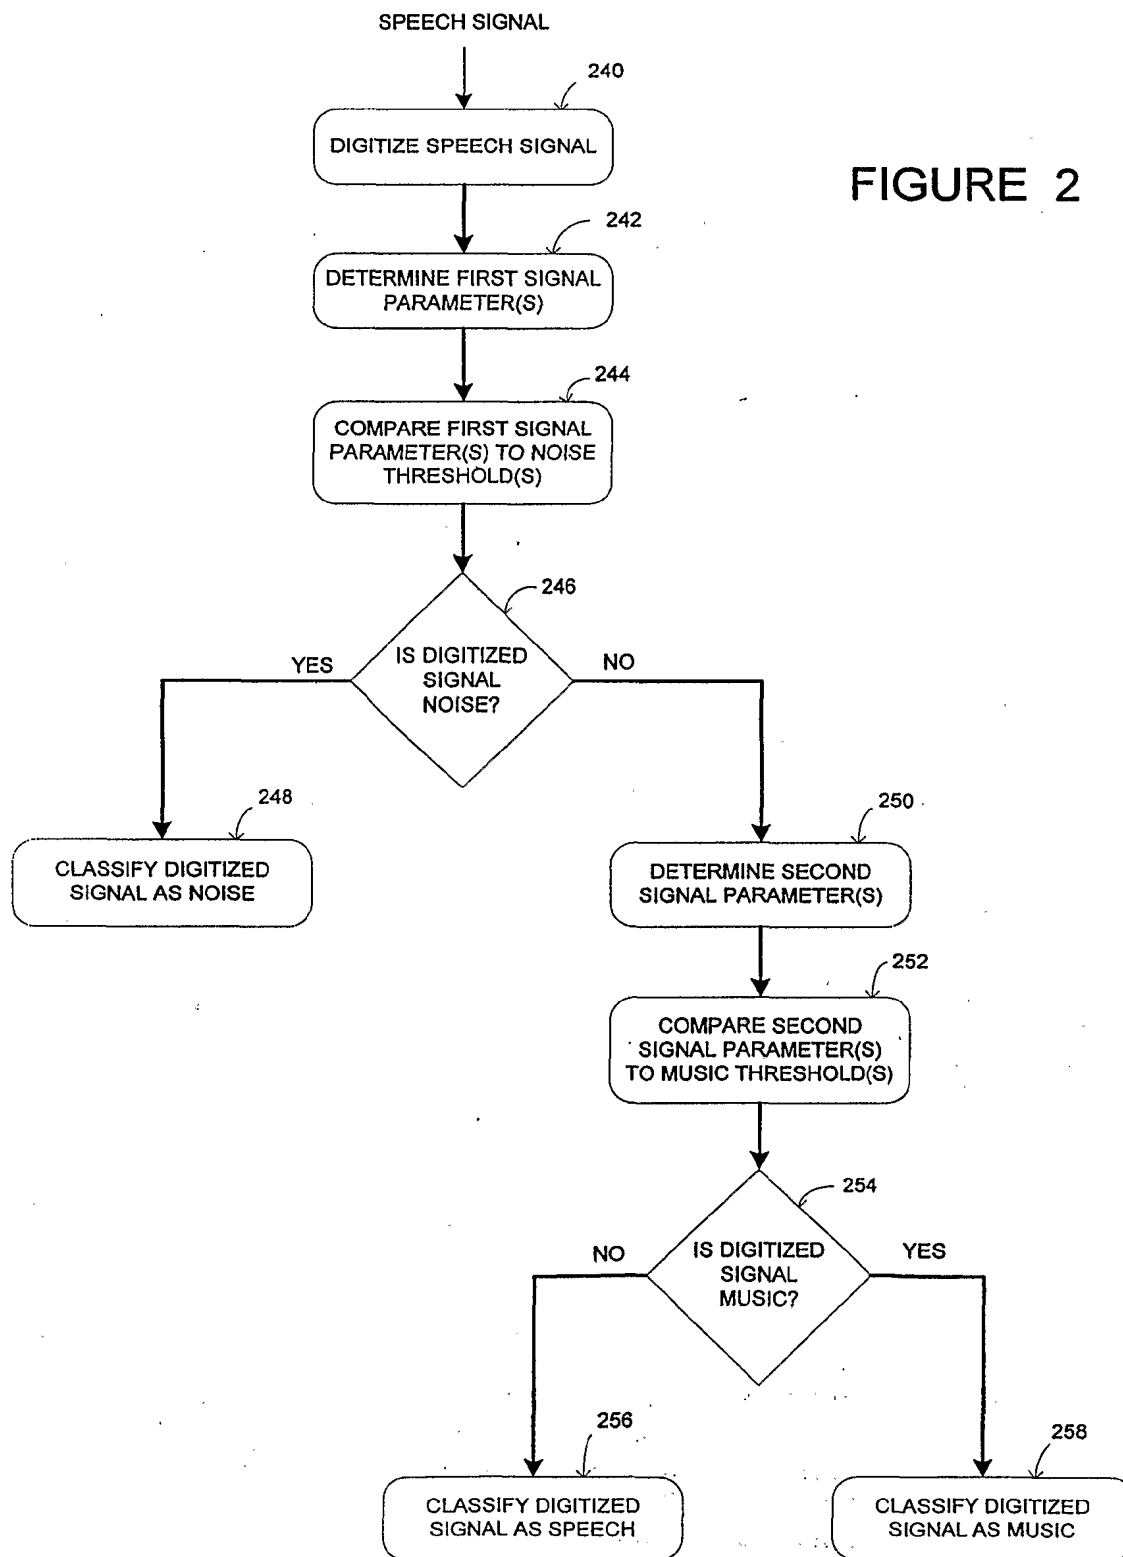 SPEECH SIGNAL
240
DIGITIZE SPEECH SIGNAL
FIGURE 2
242
DETERMINE FIRST SIGNAL
PARAMETER(S)
244
COMPARE FIRST SIGNAL
PARAMETER(S) TO NOISE
THRESHOLD(S)
246
YES
IS DIGITIZED
SIGNAL
NOISE?
NO
248
CLASSIFY DIGITIZED
SIGNAL AS NOISE
250
DETERMINE SECOND
SIGNAL PARAMETER(S)
252
COMPARE SECOND
SIGNAL PARAMETER(S)
TO MUSIC THRESHOLD(S)
254
NO
IS DIGITIZED
SIGNAL
MUSIC?
YES
256
CLASSIFY DIGITIZED
SIGNAL AS SPEECH
258
CLASSIFY DIGITIZED
SIGNAL AS MUSIC